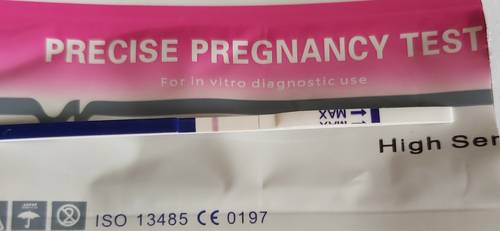 PRECISE PREGNANCY TEST
For in vitro diagnostic use
MAX
High Ser
ISO 13485 CE 0197